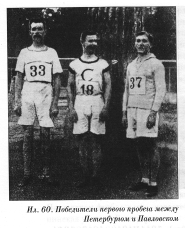 33
С
18
37
Ил. 60. Победители первого пробега между
Петербургом и Павловском